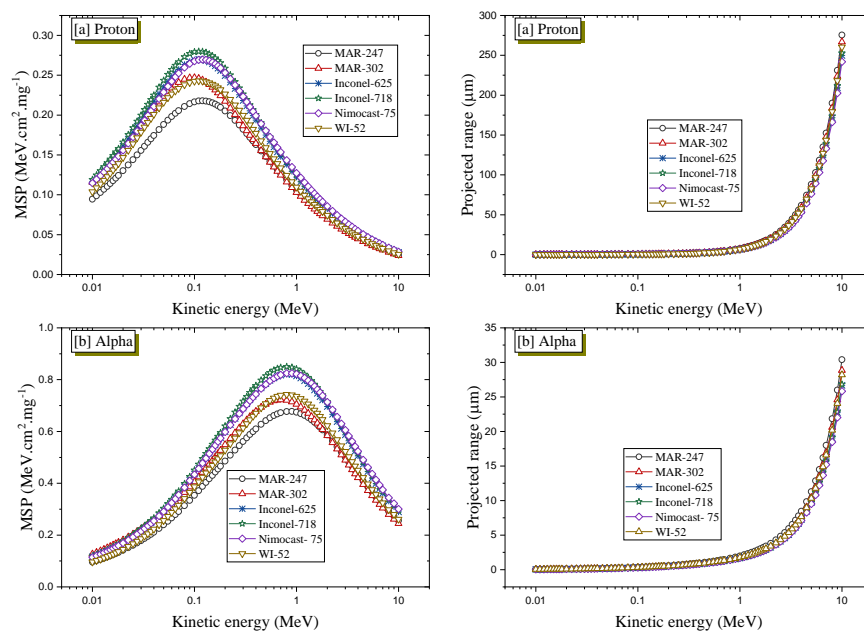 [a] Proton
MSP (MeV.cm².mg⁻¹)
0.30
0.25
0.20
0.15
0.10
0.05
0.00
MAR-247
MAR-302
Inconel-625
Inconel-718
Nimocast-75
WI-52
0.01 0.1 1 10
Kinetic energy (MeV)
[a] Proton
Projected range (µm)
300
250
200
150
100
50
0
MAR-247
MAR-302
Inconel-625
Inconel-718
Nimocast-75
WI-52
0.01 0.1 1 10
Kinetic energy (MeV)
[b] Alpha
MSP (MeV.cm².mg⁻¹)
1.0
0.8
0.6
0.4
0.2
0.0
MAR-247
MAR-302
Inconel-625
Inconel-718
Nimocast- 75
WI-52
0.01 0.1 1 10
Kinetic energy (MeV)
[b] Alpha
Projected range (µm)
35
30
25
20
15
10
5
0
MAR-247
MAR-302
Inconel-625
Inconel-718
Nimocast- 75
WI-52
0.01 0.1 1 10
Kinetic energy (MeV)